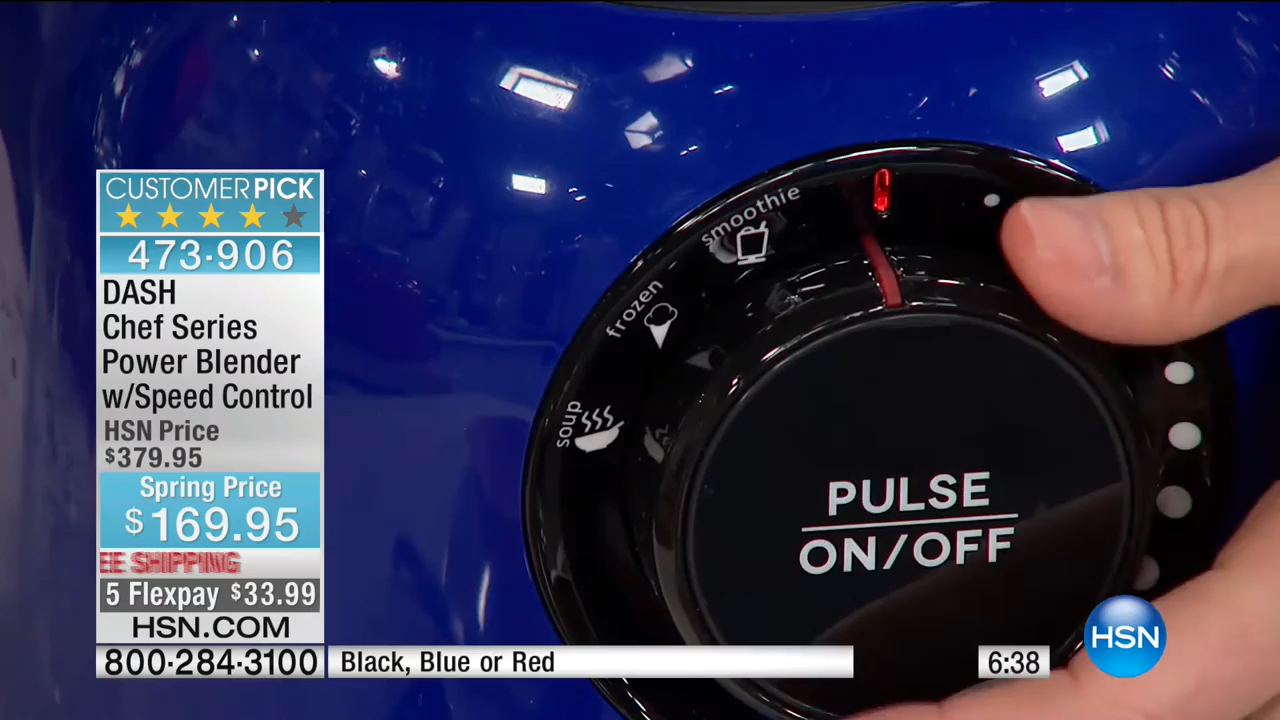 CUSTOMER PICK
473·906
DASH
Chef Series
Power Blender
w/Speed Control
HSN Price
$379.95
Spring Price
$169.95
EE SHIPPING
5 Flexpay $33.99
HSN.COM
800·284·3100
Black, Blue or Red
6:38
HSN
smoothie
frozen
soup
PULSE
ON/OFF